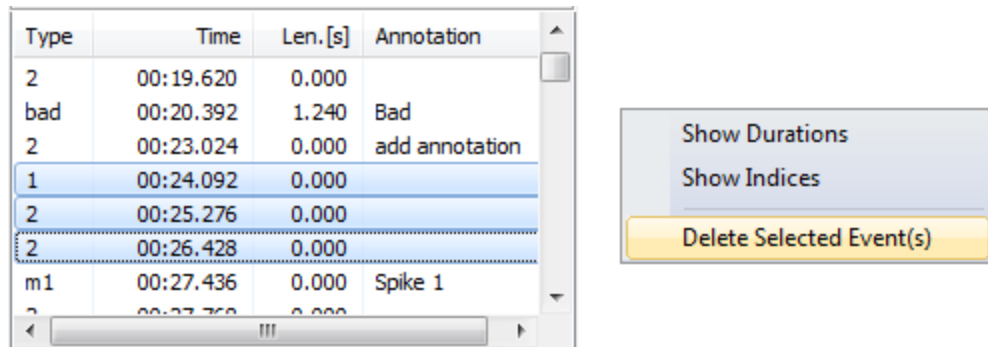 Type Time Len.[s] Annotation
2 00:19.620 0.000
bad 00:20.392 1.240 Bad
2 00:23.024 0.000 add annotation
1 00:24.092 0.000
2 00:25.276 0.000
2 00:26.428 0.000
m1 00:27.436 0.000 Spike 1
Show Durations
Show Indices
Delete Selected Event(s)